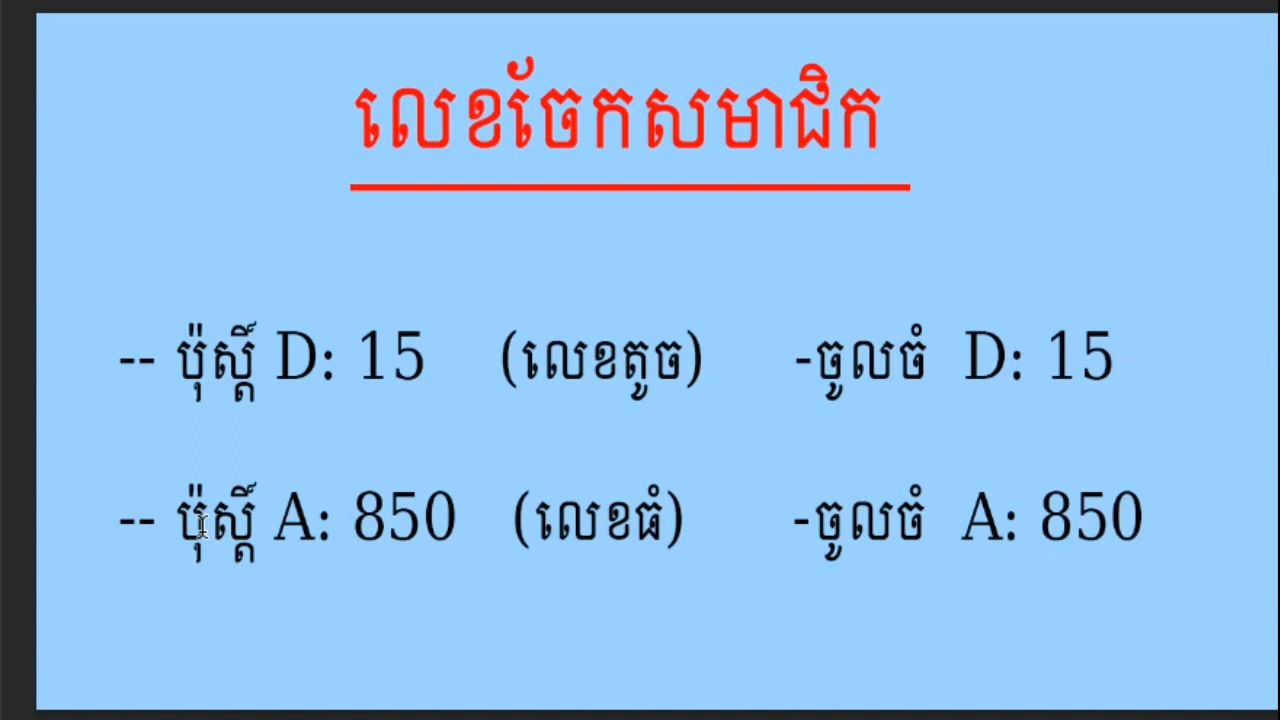 លេខចែកសមាជិក
-- ប៉ុស្តិ៍ D: 15 (លេខតូច) -ចូលចំ D: 15
-- ប៉ុស្តិ៍ A: 850 (លេខធំ) -ចូលចំ A: 850